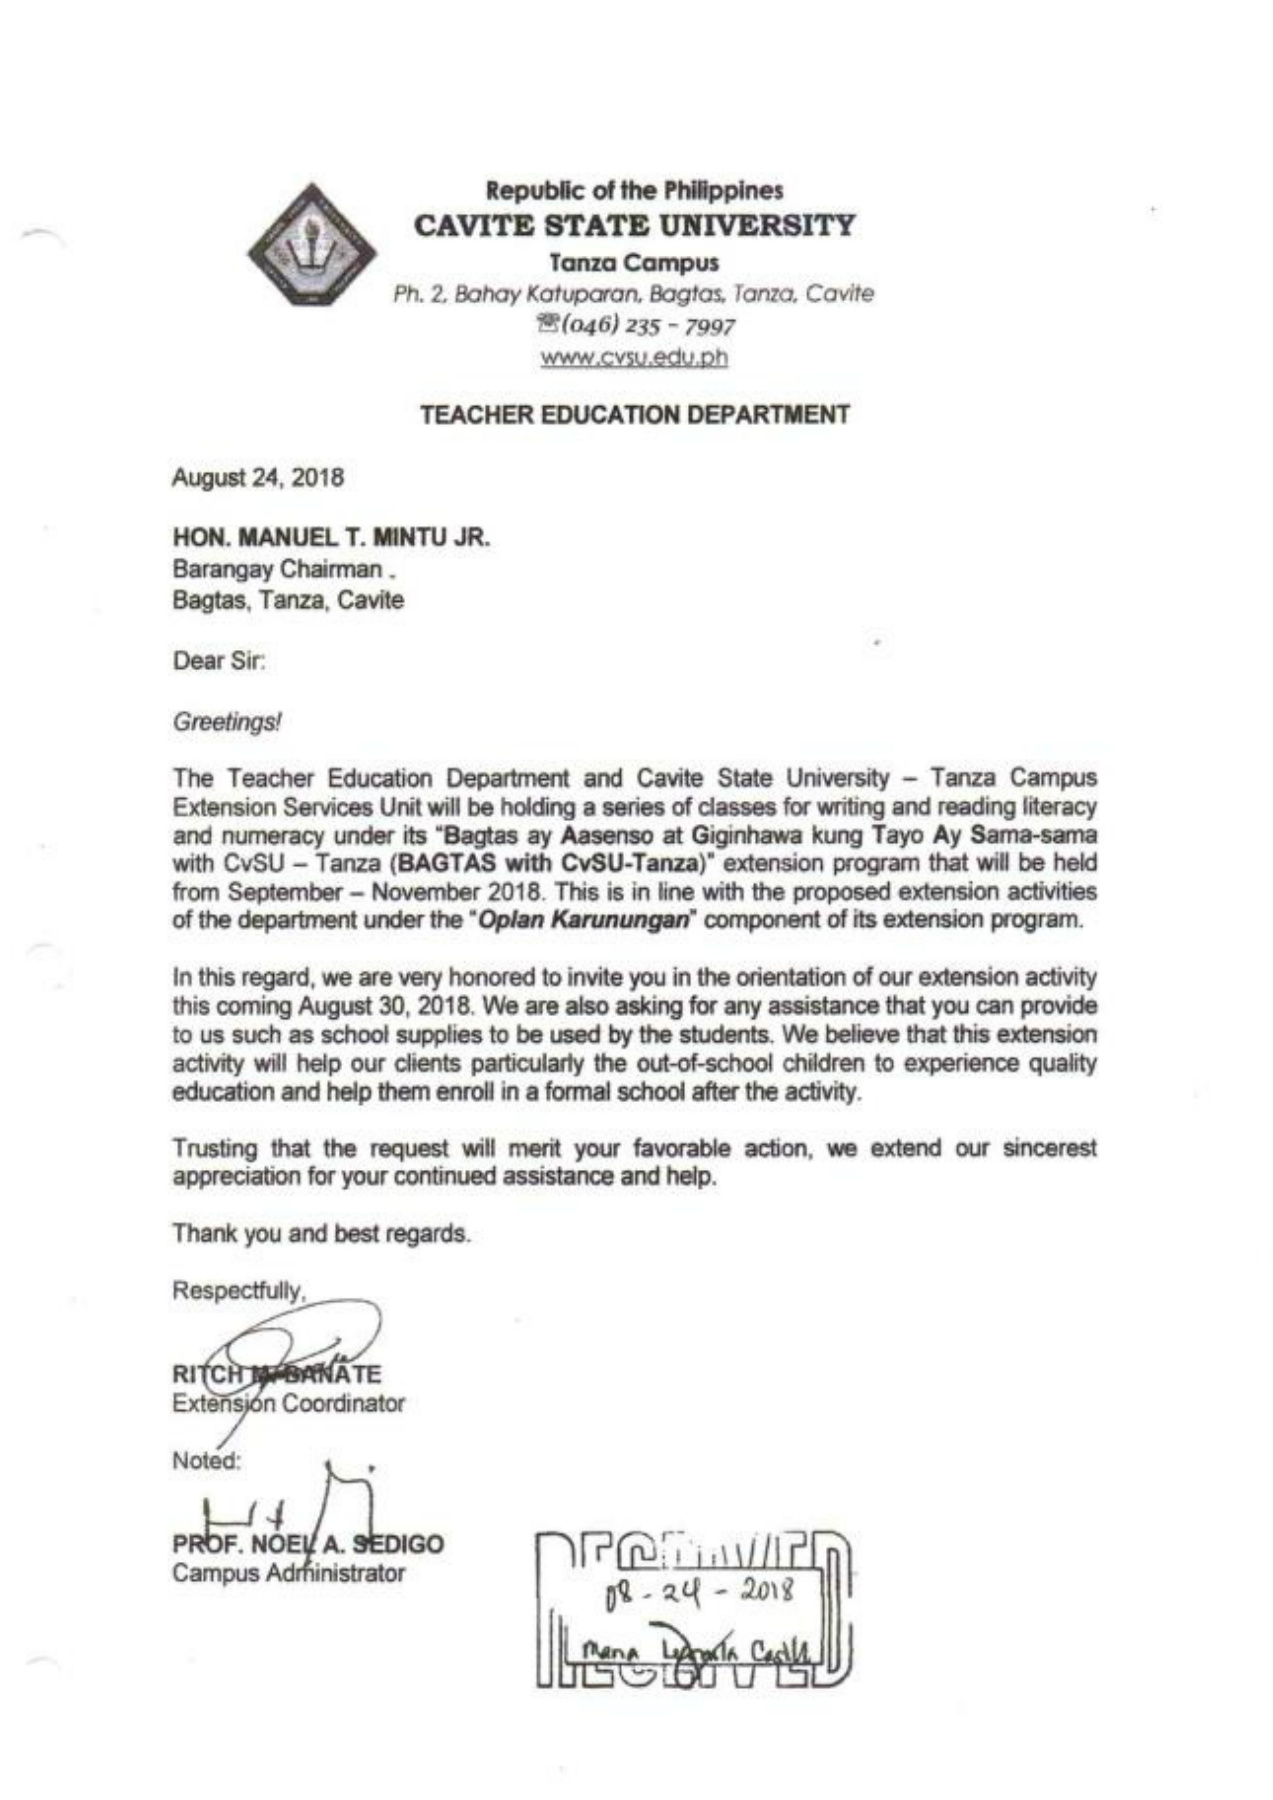 Republic of the Philippines
CAVITE STATE UNIVERSITY
Tanza Campus
Ph. 2, Bahay Katuparan, Bagtas, Tanza, Cavite
☏(046) 235 - 7997
www.cvsu.edu.ph
TEACHER EDUCATION DEPARTMENT
August 24, 2018
HON. MANUEL T. MINTU JR.
Barangay Chairman .
Bagtas, Tanza, Cavite
Dear Sir:
Greetings!
The Teacher Education Department and Cavite State University – Tanza Campus
Extension Services Unit will be holding a series of classes for writing and reading literacy
and numeracy under its "Bagtas ay Aasenso at Giginhawa kung Tayo Ay Sama-sama
with CvSU – Tanza (BAGTAS with CvSU-Tanza)" extension program that will be held
from September – November 2018. This is in line with the proposed extension activities
of the department under the "Oplan Karunungan" component of its extension program.
In this regard, we are very honored to invite you in the orientation of our extension activity
this coming August 30, 2018. We are also asking for any assistance that you can provide
to us such as school supplies to be used by the students. We believe that this extension
activity will help our clients particularly the out-of-school children to experience quality
education and help them enroll in a formal school after the activity.
Trusting that the request will merit your favorable action, we extend our sincerest
appreciation for your continued assistance and help.
Thank you and best regards.
Respectfully,
RITCH M. BANATE
Extension Coordinator
Noted:
PROF. NOEL A. SEDIGO
Campus Administrator
RECEIVED
08-24-2018
RECEIVED